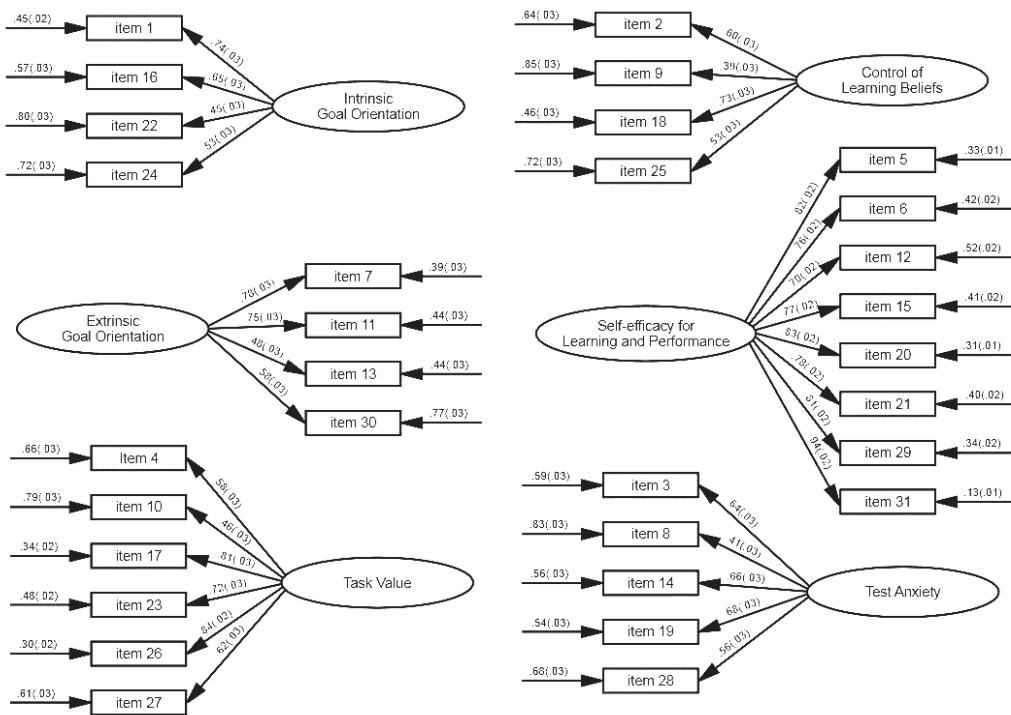 .45(.02)
item 1
.74(.03)
.57(.03)
item 16
.65(.03)
.80(.03)
item 22
.45(.03)
.72(.03)
item 24
.53(.03)
Intrinsic
Goal Orientation
.64(.03)
item 2
.60(.03)
.85(.03)
item 9
.39(.03)
.46(.03)
item 18
.73(.03)
.72(.03)
item 25
.53(.03)
Control of
Learning Beliefs
Extrinsic
Goal Orientation
.78(.03)
item 7
.39(.03)
.75(.03)
item 11
.44(.03)
.48(.03)
item 13
.44(.03)
.58(.03)
item 30
.77(.03)
Self-efficacy for
Learning and Performance
.82(.02)
item 5
.33(.01)
.76(.02)
item 6
.42(.02)
.70(.02)
item 12
.52(.02)
.77(.02)
item 15
.41(.02)
.83(.02)
item 20
.31(.01)
.78(.02)
item 21
.40(.02)
.81(.02)
item 29
.34(.02)
.94(.02)
item 31
.13(.01)
.66(.03)
Item 4
.58(.03)
.79(.03)
item 10
.46(.03)
.34(.02)
item 17
.81(.03)
.48(.02)
item 23
.72(.03)
.30(.02)
item 26
.84(.02)
.61(.03)
item 27
.62(.03)
Task Value
.59(.03)
item 3
.64(.03)
.83(.03)
item 8
.41(.03)
.56(.03)
item 14
.66(.03)
.54(.03)
item 19
.68(.03)
.68(.03)
item 28
.56(.03)
Test Anxiety